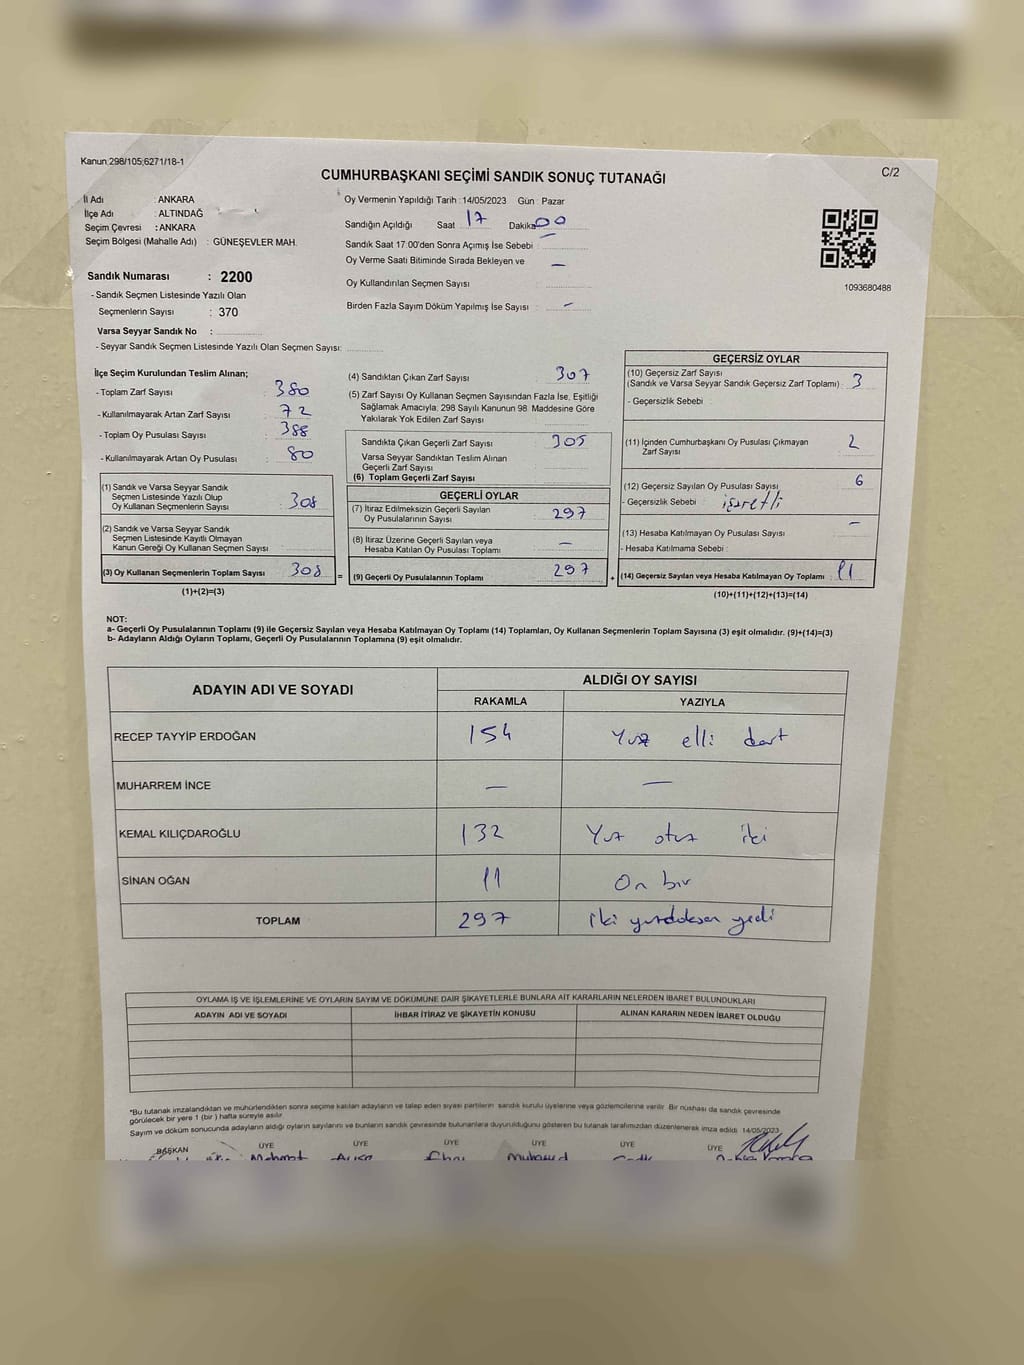 Kanun 298/105;6271/18-1
C/2
CUMHURBAŞKANI SEÇİMİ SANDIK SONUÇ TUTANAĞI
İl Adı : ANKARA
İlçe Adı : ALTINDAĞ
Seçim Çevresi : ANKARA
Seçim Bölgesi (Mahalle Adı) : GÜNEŞEVLER MAH.
Sandık Numarası : 2200
- Sandık Seçmen Listesinde Yazılı Olan
Seçmenlerin Sayısı : 370
Varsa Seyyar Sandık No :
- Seyyar Sandık Seçmen Listesinde Yazılı Olan Seçmen Sayısı:
Oy Vermenin Yapıldığı Tarih : 14/05/2023 Gün : Pazar
Sandığın Açıldığı Saat 17 Dakika 00
Sandık Saat 17:00'den Sonra Açımış İse Sebebi : —
Oy Verme Saati Bitiminde Sırada Bekleyen ve —
Oy Kullandırılan Seçmen Sayısı
Birden Fazla Sayım Döküm Yapılmış İse Sayısı : —
1093680488
İlçe Seçim Kurulundan Teslim Alınan;
- Toplam Zarf Sayısı : 380
- Kullanılmayarak Artan Zarf Sayısı : 72
- Toplam Oy Pusulası Sayısı : 388
- Kullanılmayarak Artan Oy Pusulası : 80
(1) Sandık ve Varsa Seyyar Sandık
Seçmen Listesinde Yazılı Olup
Oy Kullanan Seçmenlerin Sayısı : 308
(2) Sandık ve Varsa Seyyar Sandık
Seçmen Listesinde Kayıtlı Olmayan
Kanun Gereği Oy Kullanan Seçmen Sayısı :
(3) Oy Kullanan Seçmenlerin Toplam Sayısı : 308
(1)+(2)=(3)
(4) Sandıktan Çıkan Zarf Sayısı : 307
(5) Zarf Sayısı Oy Kullanan Seçmen Sayısından Fazla İse, Eşitliği
Sağlamak Amacıyla; 298 Sayılı Kanunun 98. Maddesine Göre
Yakılarak Yok Edilen Zarf Sayısı :
Sandıkta Çıkan Geçerli Zarf Sayısı : 305
Varsa Seyyar Sandıktan Teslim Alınan
Geçerli Zarf Sayısı
(6) Toplam Geçerli Zarf Sayısı
GEÇERLİ OYLAR
(7) İtiraz Edilmeksizin Geçerli Sayılan
Oy Pusulalarının Sayısı : 297
(8) İtiraz Üzerine Geçerli Sayılan veya
Hesaba Katılan Oy Pusulası Toplamı : —
= (9) Geçerli Oy Pusulalarının Toplamı : 297 +
GEÇERSİZ OYLAR
(10) Geçersiz Zarf Sayısı
(Sandık ve Varsa Seyyar Sandık Geçersiz Zarf Toplamı) : 3
- Geçersizlik Sebebi :
(11) İçinden Cumhurbaşkanı Oy Pusulası Çıkmayan
Zarf Sayısı : 2
(12) Geçersiz Sayılan Oy Pusulası Sayısı : 6
- Geçersizlik Sebebi : işaretli
(13) Hesaba Katılmayan Oy Pusulası Sayısı : —
- Hesaba Katılmama Sebebi :
(14) Geçersiz Sayılan veya Hesaba Katılmayan Oy Toplamı : 11
(10)+(11)+(12)+(13)=(14)
NOT:
a- Geçerli Oy Pusulalarının Toplamı (9) ile Geçersiz Sayılan veya Hesaba Katılmayan Oy Toplamı (14) Toplamları, Oy Kullanan Seçmenlerin Toplam Sayısına (3) eşit olmalıdır. (9)+(14)=(3)
b- Adayların Aldığı Oyların Toplamı, Geçerli Oy Pusulalarının Toplamına (9) eşit olmalıdır.
ADAYIN ADI VE SOYADI
ALDIĞI OY SAYISI
RAKAMLA YAZIYLA
RECEP TAYYİP ERDOĞAN 154 Yuz elli dort
MUHARREM İNCE — —
KEMAL KILIÇDAROĞLU 132 Yuz otuz iki
SİNAN OĞAN 11 On bir
TOPLAM 297 iki yuzdoksan yedi
OYLAMA İŞ VE İŞLEMLERİNE VE OYLARIN SAYIM VE DÖKÜMÜNE DAİR ŞİKAYETLERLE BUNLARA AİT KARARLARIN NELERDEN İBARET BULUNDUKLARI
ADAYIN ADI VE SOYADI İHBAR İTİRAZ VE ŞİKAYETİN KONUSU ALINAN KARARIN NEDEN İBARET OLDUĞU
*Bu tutanak imzalandıktan ve mühürlendikten sonra seçime katılan adayların ve talep eden siyasi partilerin sandık kurulu üyelerine veya gözlemcilerine verilir. Bir nüshası da sandık çevresinde
görülecek bir yere 1 (bir) hafta süreyle asılır.
Sayım ve döküm sonucunda adayların aldığı oyların sayılarını ve bunların sandık çevresinde bulunanlara duyurulduğunu gösteren bu tutanak tarafımızdan düzenlenerek imza edildi. 14/05/2023
BAŞKAN ÜYE ÜYE ÜYE ÜYE ÜYE ÜYE
Mehmet